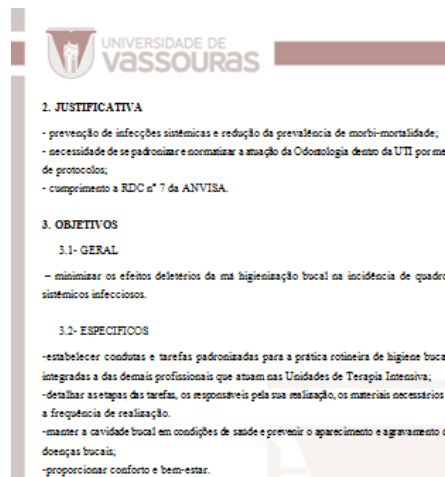 UNIVERSIDADE DE
VASSOURAS
2. JUSTIFICATIVA
- prevenção de infecções sistêmicas e redução da prevalência de morbi-mortalidade;
- necessidade de se padronizar e normatizar a atuação da Odontologia dentro da UTI por me
de protocolos;
- cumprimento a RDC nº 7 da ANVISA.
3. OBJETIVOS
3.1- GERAL
– minimizar os efeitos deletérios da má higienização bucal na incidência de quadro
sistêmicos infecciosos.
3.2- ESPECIFICOS
-estabelecer condutas e tarefas padronizadas para a prática rotineira de higiene buca
integradas a das demais profissionais que atuam nas Unidades de Terapia Intensiva;
-detalhar as etapas das tarefas, os responsáveis pela sua realização, os materiais necessários
a frequência de realização.
-manter a cavidade bucal em condições de saúde e prevenir o aparecimento e agravamento d
doenças bucais;
-proporcionar conforto e bem-estar.